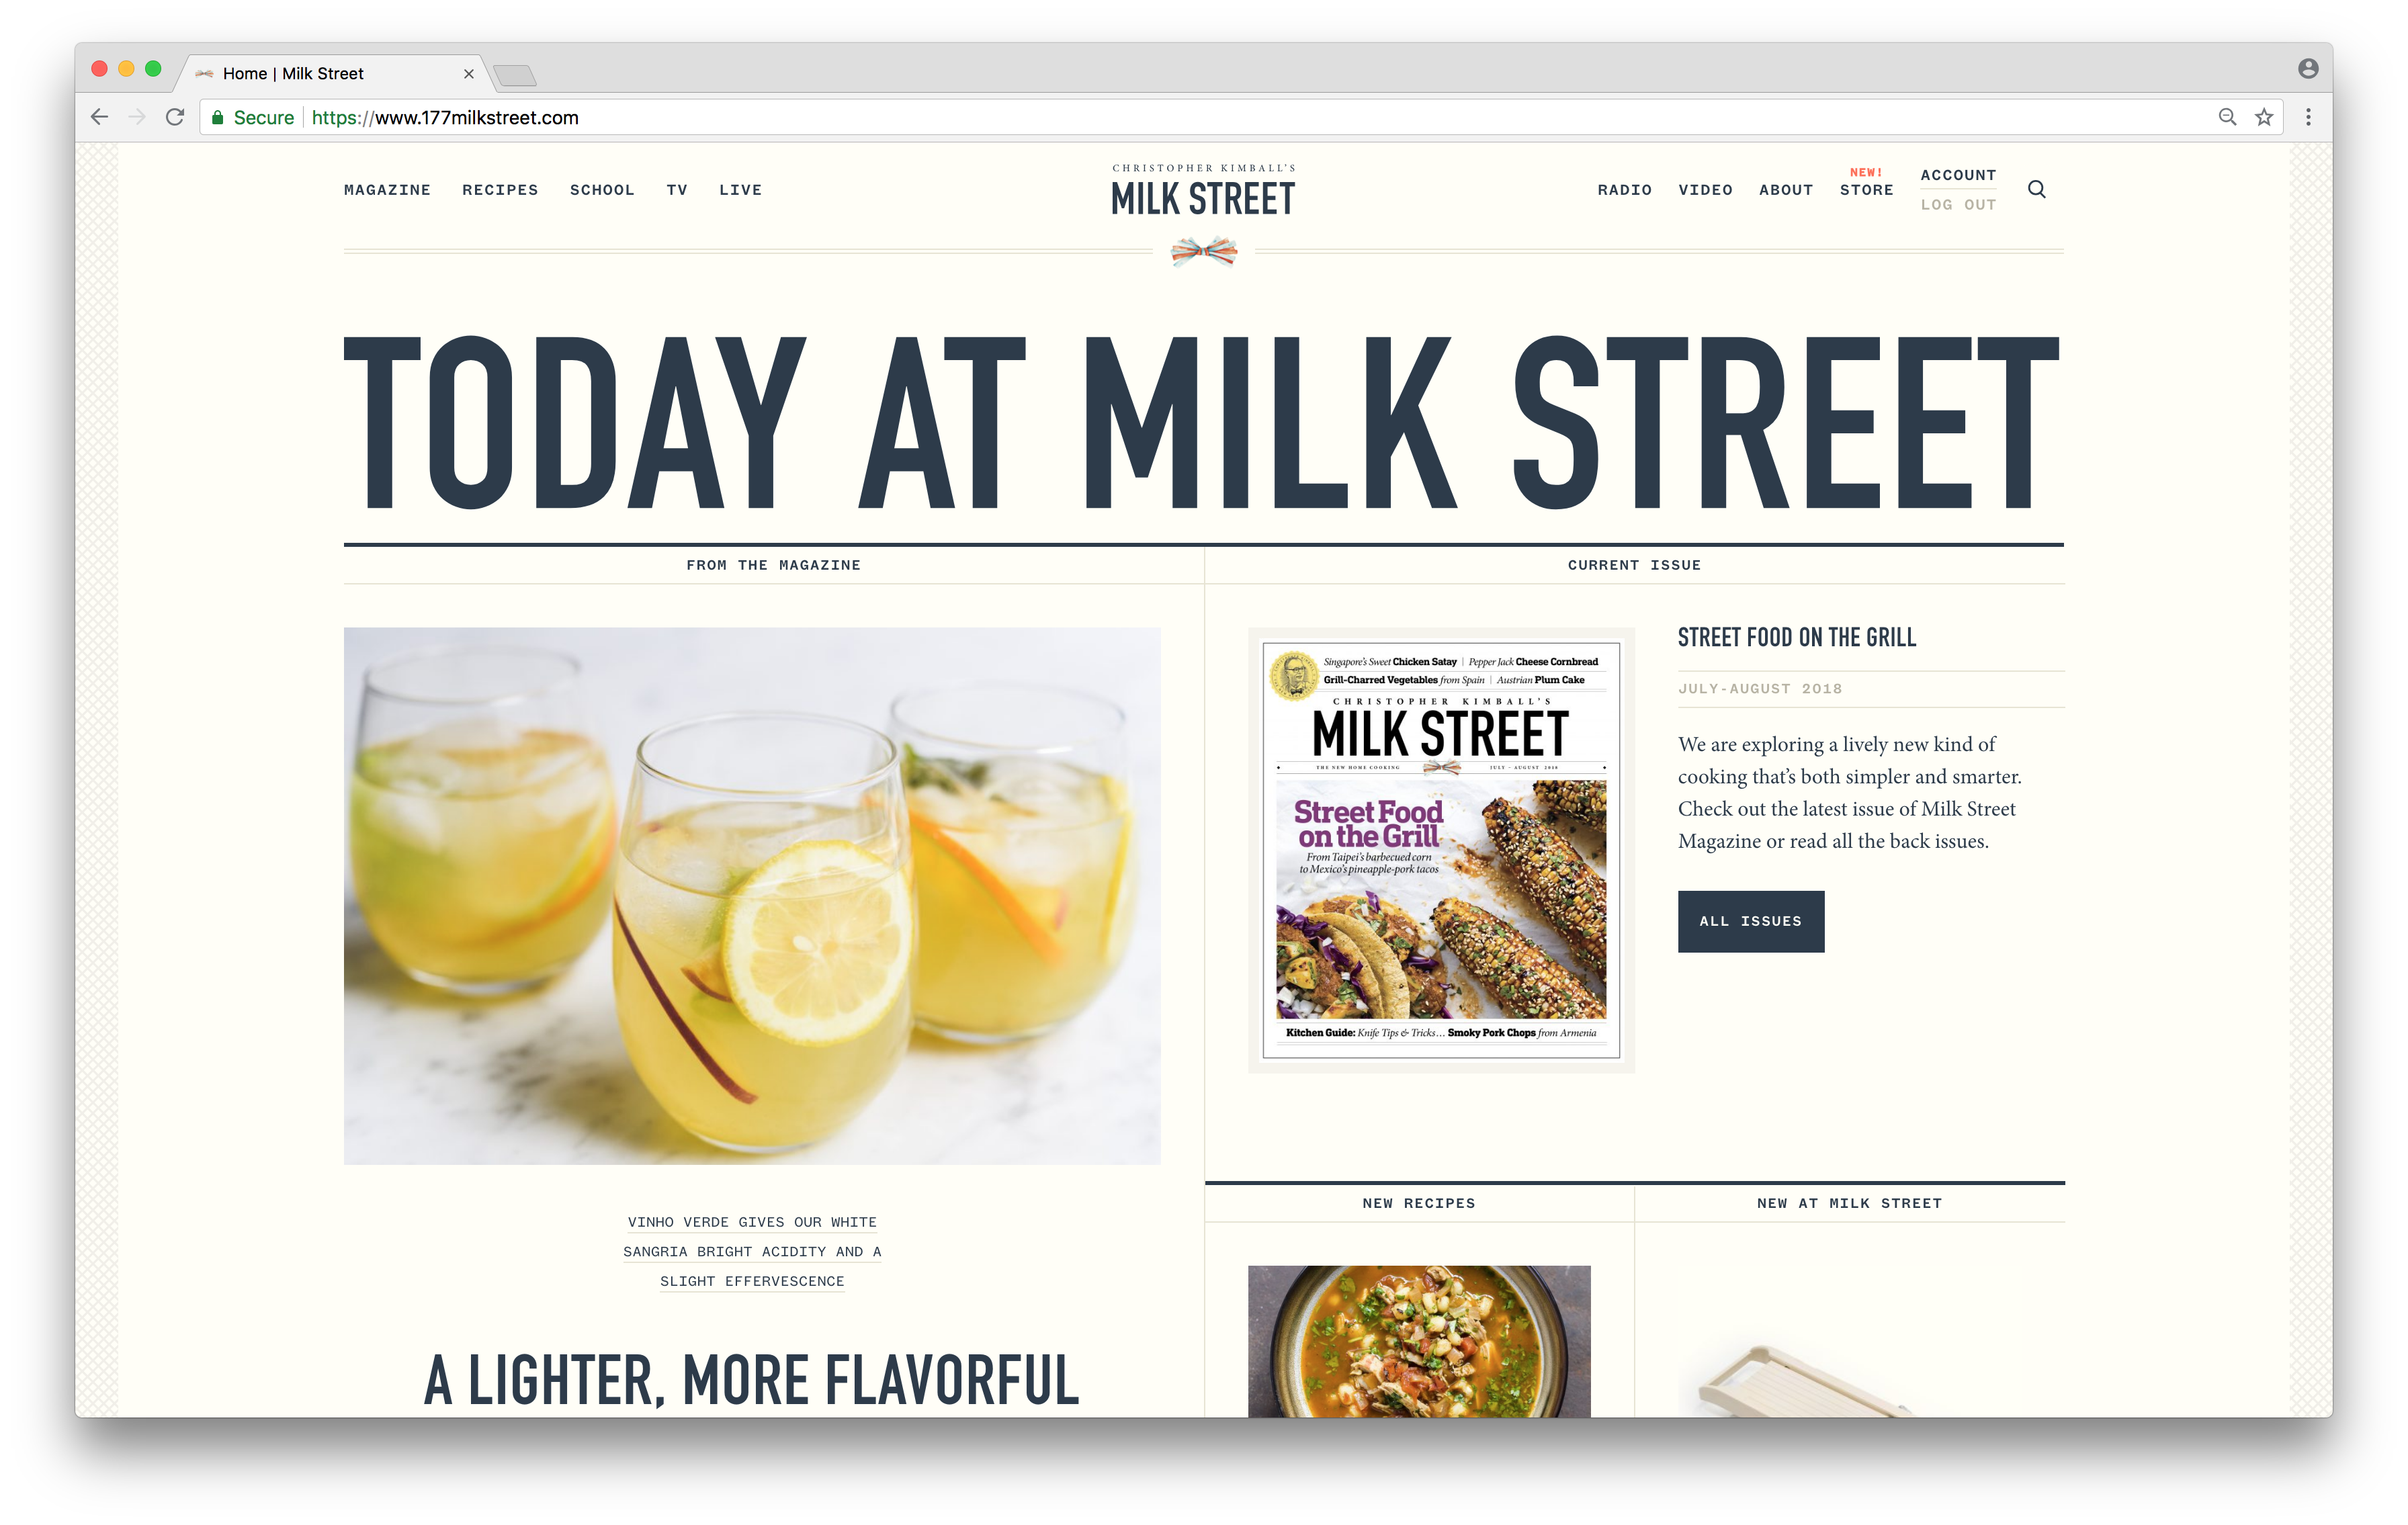 Home | Milk Street
Secure
https://www.177milkstreet.com
MAGAZINE RECIPES SCHOOL TV LIVE
CHRISTOPHER KIMBALL'S
MILK STREET
RADIO VIDEO ABOUT
NEW!
STORE
ACCOUNT
LOG OUT
TODAY AT MILK STREET
FROM THE MAGAZINE
VINHO VERDE GIVES OUR WHITE
SANGRIA BRIGHT ACIDITY AND A
SLIGHT EFFERVESCENCE
A LIGHTER, MORE FLAVORFUL
CURRENT ISSUE
Singapore's Sweet Chicken Satay | Pepper Jack Cheese Cornbread
Grill-Charred Vegetables from Spain | Austrian Plum Cake
CHRISTOPHER KIMBALL'S
MILK STREET
THE NEW HOME COOKING JULY - AUGUST 2018
Street Food
on the Grill
From Taipei's barbecued corn
to Mexico's pineapple-pork tacos
Kitchen Guide: Knife Tips & Tricks... Smoky Pork Chops from Armenia
STREET FOOD ON THE GRILL
JULY-AUGUST 2018
We are exploring a lively new kind of
cooking that's both simpler and smarter.
Check out the latest issue of Milk Street
Magazine or read all the back issues.
ALL ISSUES
NEW RECIPES
NEW AT MILK STREET